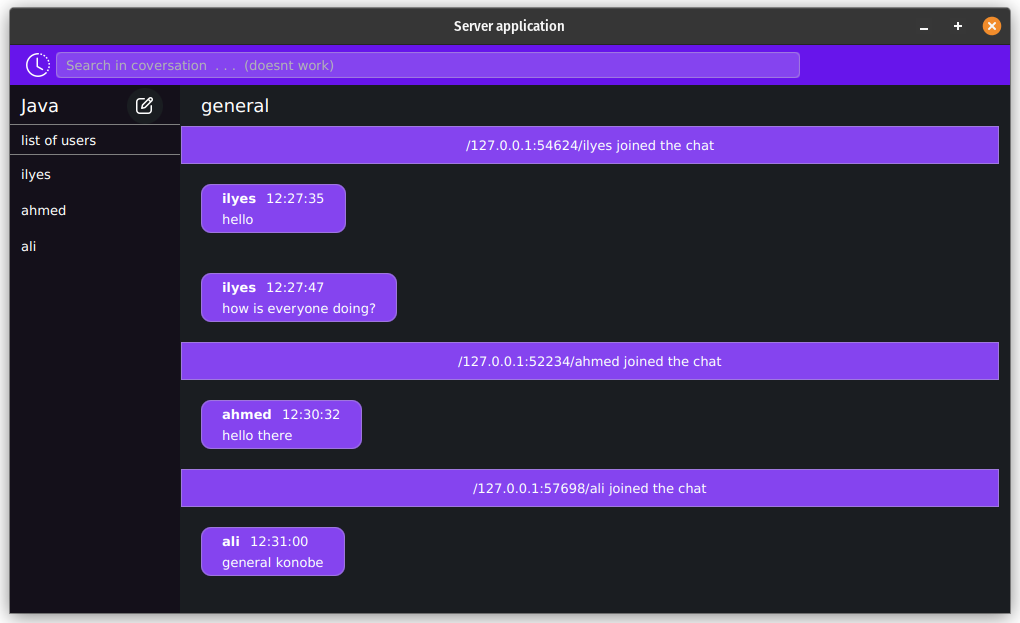 Server application
Search in coversation . . . (doesnt work)
Java
list of users
ilyes
ahmed
ali
general
/127.0.0.1:54624/ilyes joined the chat
ilyes 12:27:35
hello
ilyes 12:27:47
how is everyone doing?
/127.0.0.1:52234/ahmed joined the chat
ahmed 12:30:32
hello there
/127.0.0.1:57698/ali joined the chat
ali 12:31:00
general konobe